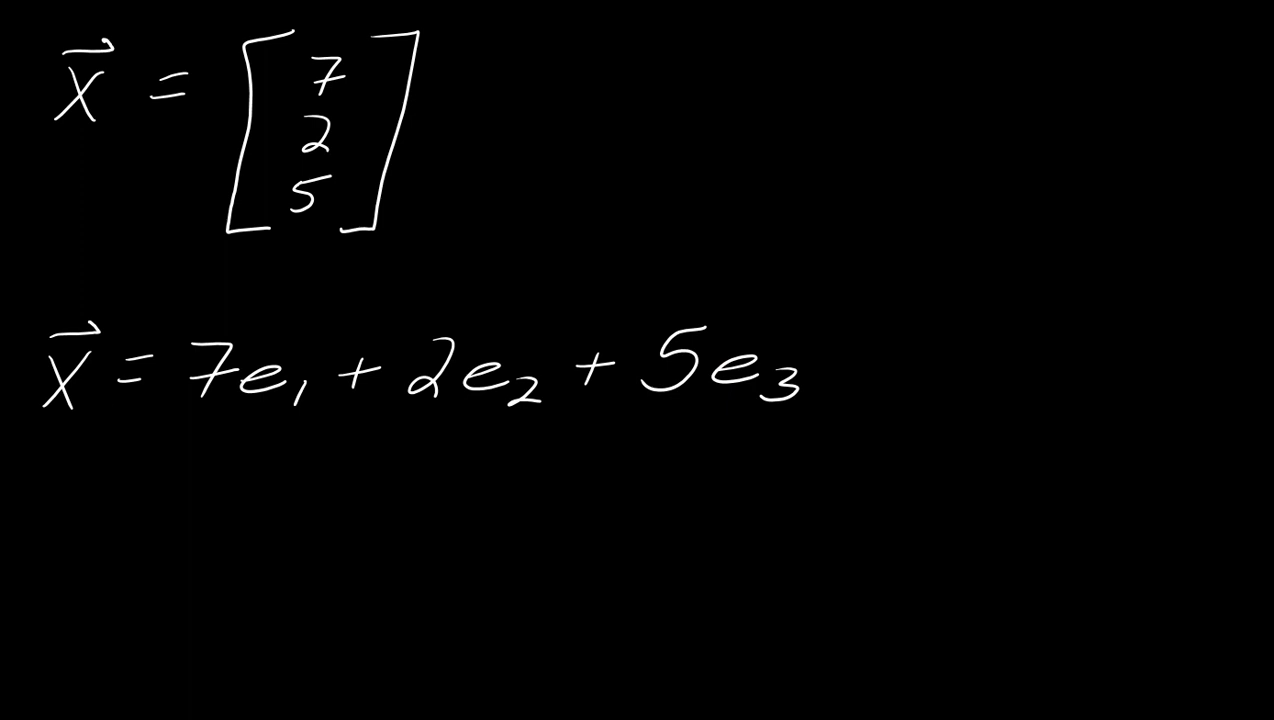 x⃗ = [7
2
5]
x⃗ = 7e₁ + 2e₂ + 5e₃